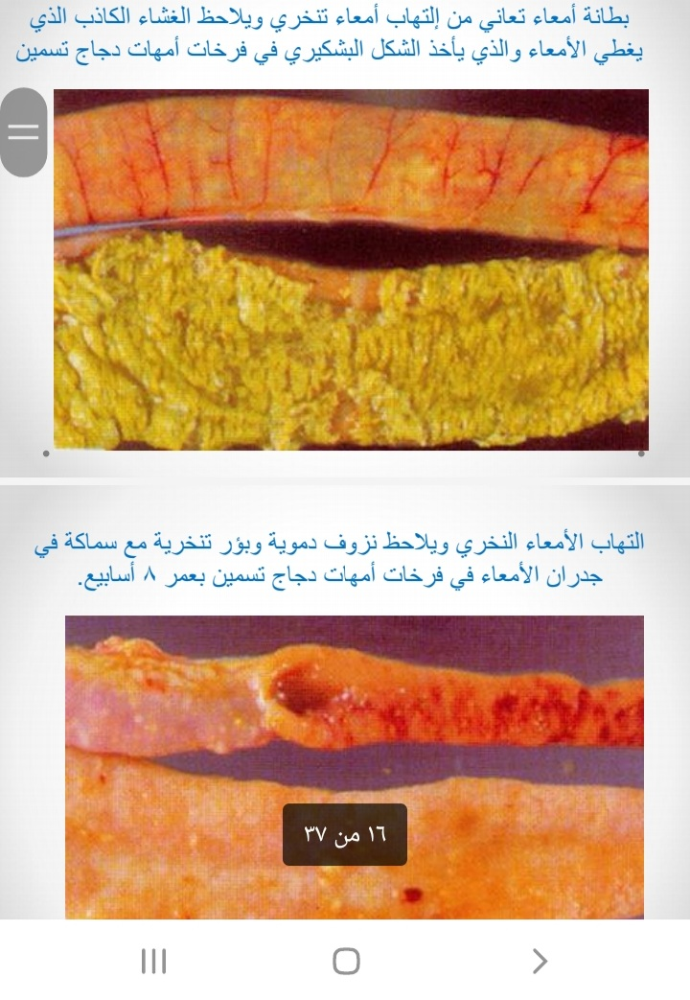 بطانة أمعاء تعاني من إلتهاب أمعاء تنخري ويلاحظ الغشاء الكاذب الذي
يغطي الأمعاء والذي يأخذ الشكل البشكيري في فرخات أمهات دجاج تسمين
التهاب الأمعاء النخري ويلاحظ نزوف دموية وبؤر تنخرية مع سماكة في
جدران الأمعاء في فرخات أمهات دجاج تسمين بعمر ٨ أسابيع.
١٦ من ٣٧